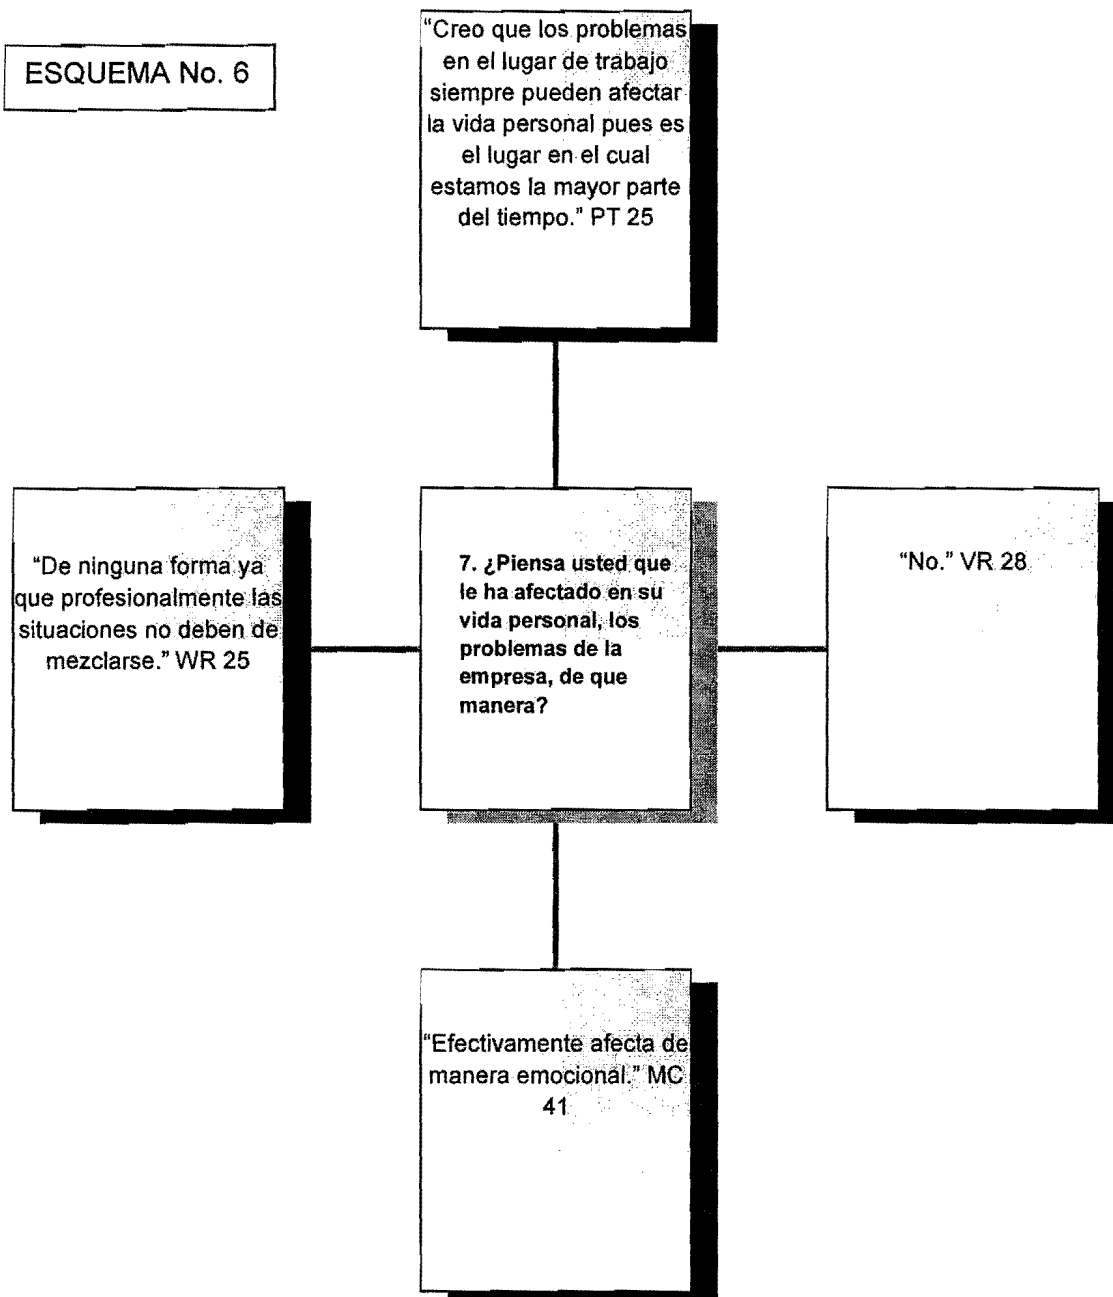 ESQUEMA No. 6
“Creo que los problemas
en el lugar de trabajo
siempre pueden afectar
la vida personal pues es
el lugar en el cual
estamos la mayor parte
del tiempo.” PT 25
“De ninguna forma ya
que profesionalmente las
situaciones no deben de
mezclarse.” WR 25
7. ¿Piensa usted que
le ha afectado en su
vida personal, los
problemas de la
empresa, de que
manera?
“No.” VR 28
“Efectivamente afecta de
manera emocional.” MC
41